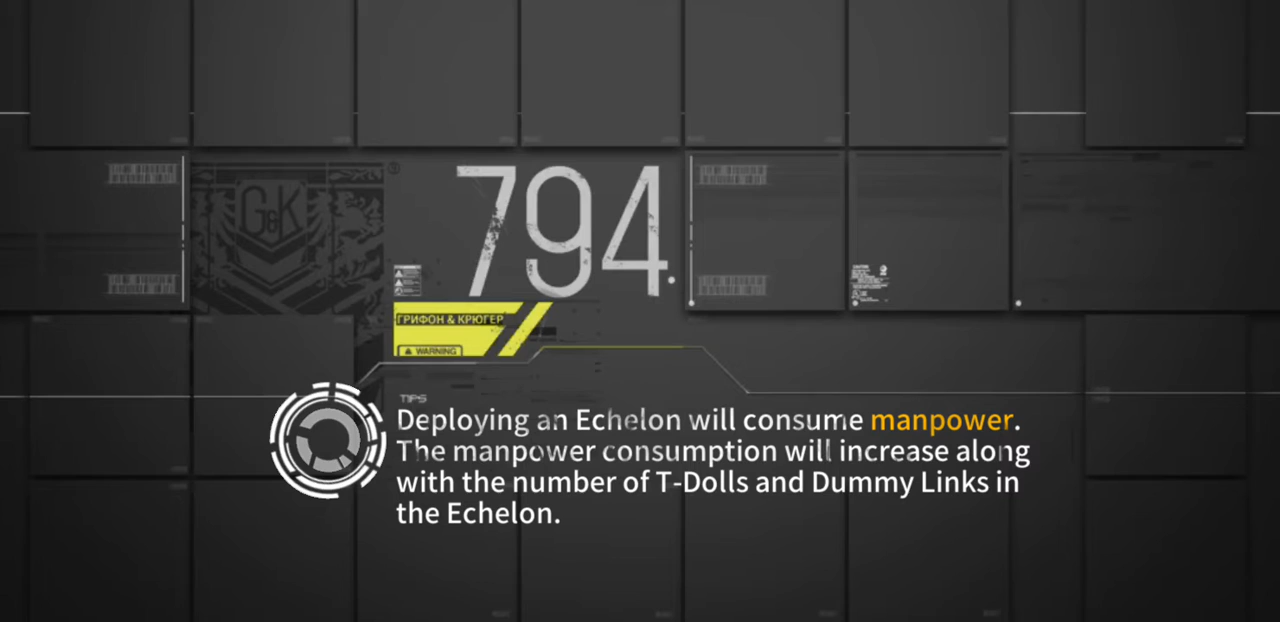 G&K
794.
ГРИФОН & КРЮГЕР
WARNING
TIPS
Deploying an Echelon will consume manpower.
The manpower consumption will increase along
with the number of T-Dolls and Dummy Links in
the Echelon.